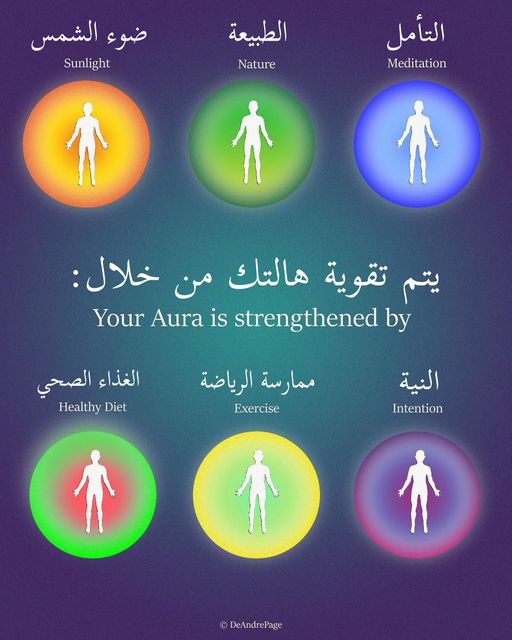 ضوء الشمس
Sunlight
الطبيعة
Nature
التأمل
Meditation
يتم تقوية هالتك من خلال:
Your Aura is strengthened by
الغذاء الصحي
Healthy Diet
ممارسة الرياضة
Exercise
النية
Intention
© DeAndrePage